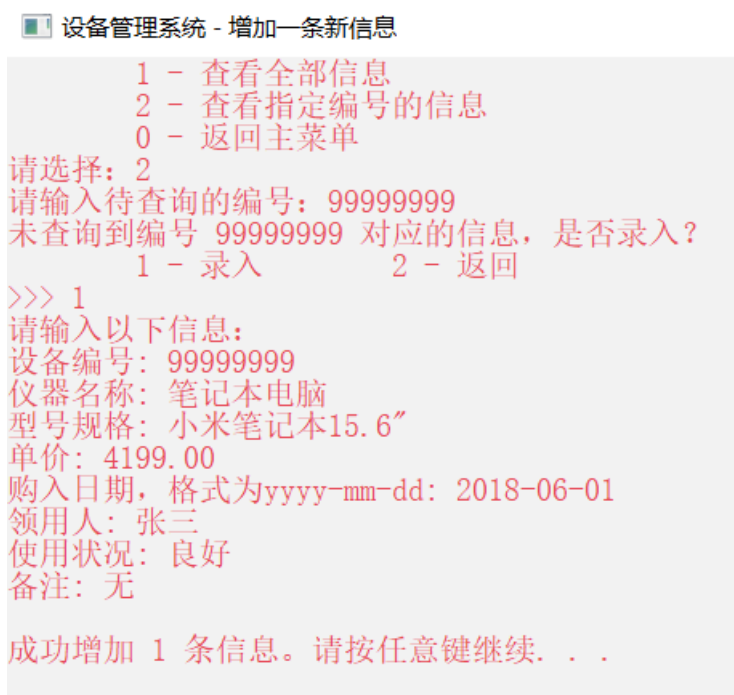 设备管理系统 - 增加一条新信息
1 - 查看全部信息
2 - 查看指定编号的信息
0 - 返回主菜单
请选择: 2
请输入待查询的编号: 99999999
未查询到编号 99999999 对应的信息，是否录入?
1 - 录入 2 - 返回
>>> 1
请输入以下信息:
设备编号: 99999999
仪器名称: 笔记本电脑
型号规格: 小米笔记本15.6"
单价: 4199.00
购入日期，格式为yyyy-mm-dd: 2018-06-01
领用人: 张三
使用状况: 良好
备注: 无
成功增加 1 条信息。请按任意键继续. . .